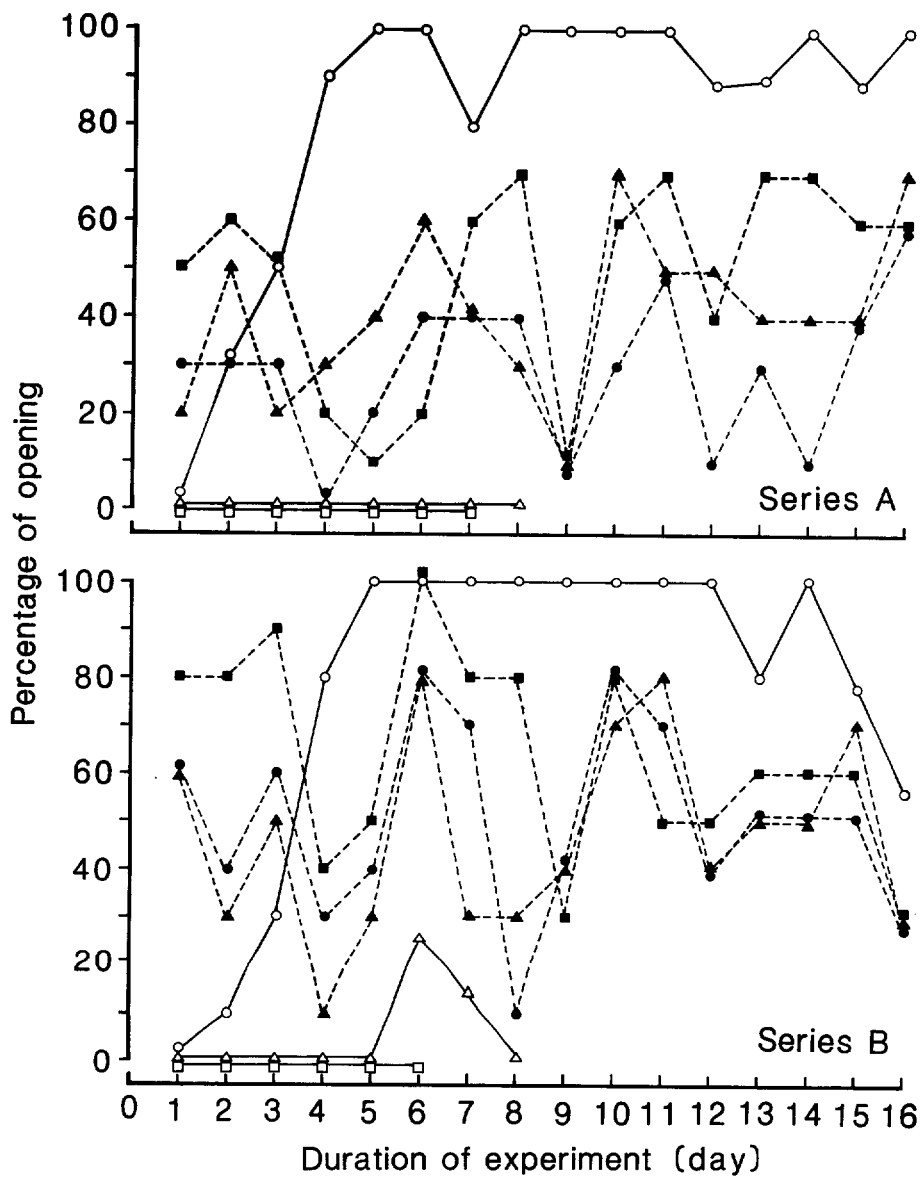 Percentage of opening
100
80
60
40
20
0
Series A
100
80
60
40
20
0
Series B
0 1 2 3 4 5 6 7 8 9 10 11 12 13 14 15 16
Duration of experiment (day)